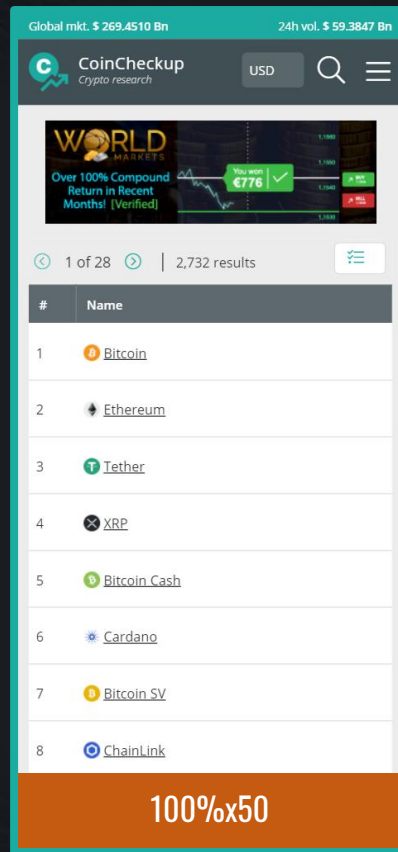 Global mkt. $ 269.4510 Bn 24h vol. $ 59.3847 Bn
CoinCheckup
Crypto research
USD
WORLD
MARKETS
Over 100% Compound
Return in Recent
Months! [Verified]
You won
€776
BUY
SELL
1 of 28 | 2,732 results
# Name
1 Bitcoin
2 Ethereum
3 Tether
4 XRP
5 Bitcoin Cash
6 Cardano
7 Bitcoin SV
8 ChainLink
100%x50